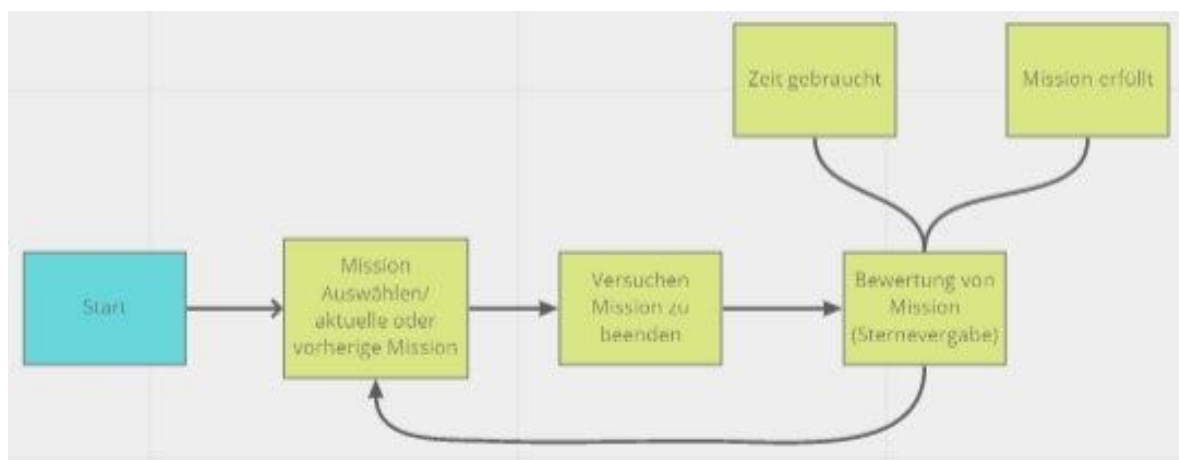 Zeit gebraucht
Mission erfüllt
Start
Mission
Auswählen/
aktuelle oder
vorherige Mission
Versuchen
Mission zu
beenden
Bewertung von
Mission
(Sternevergabe)